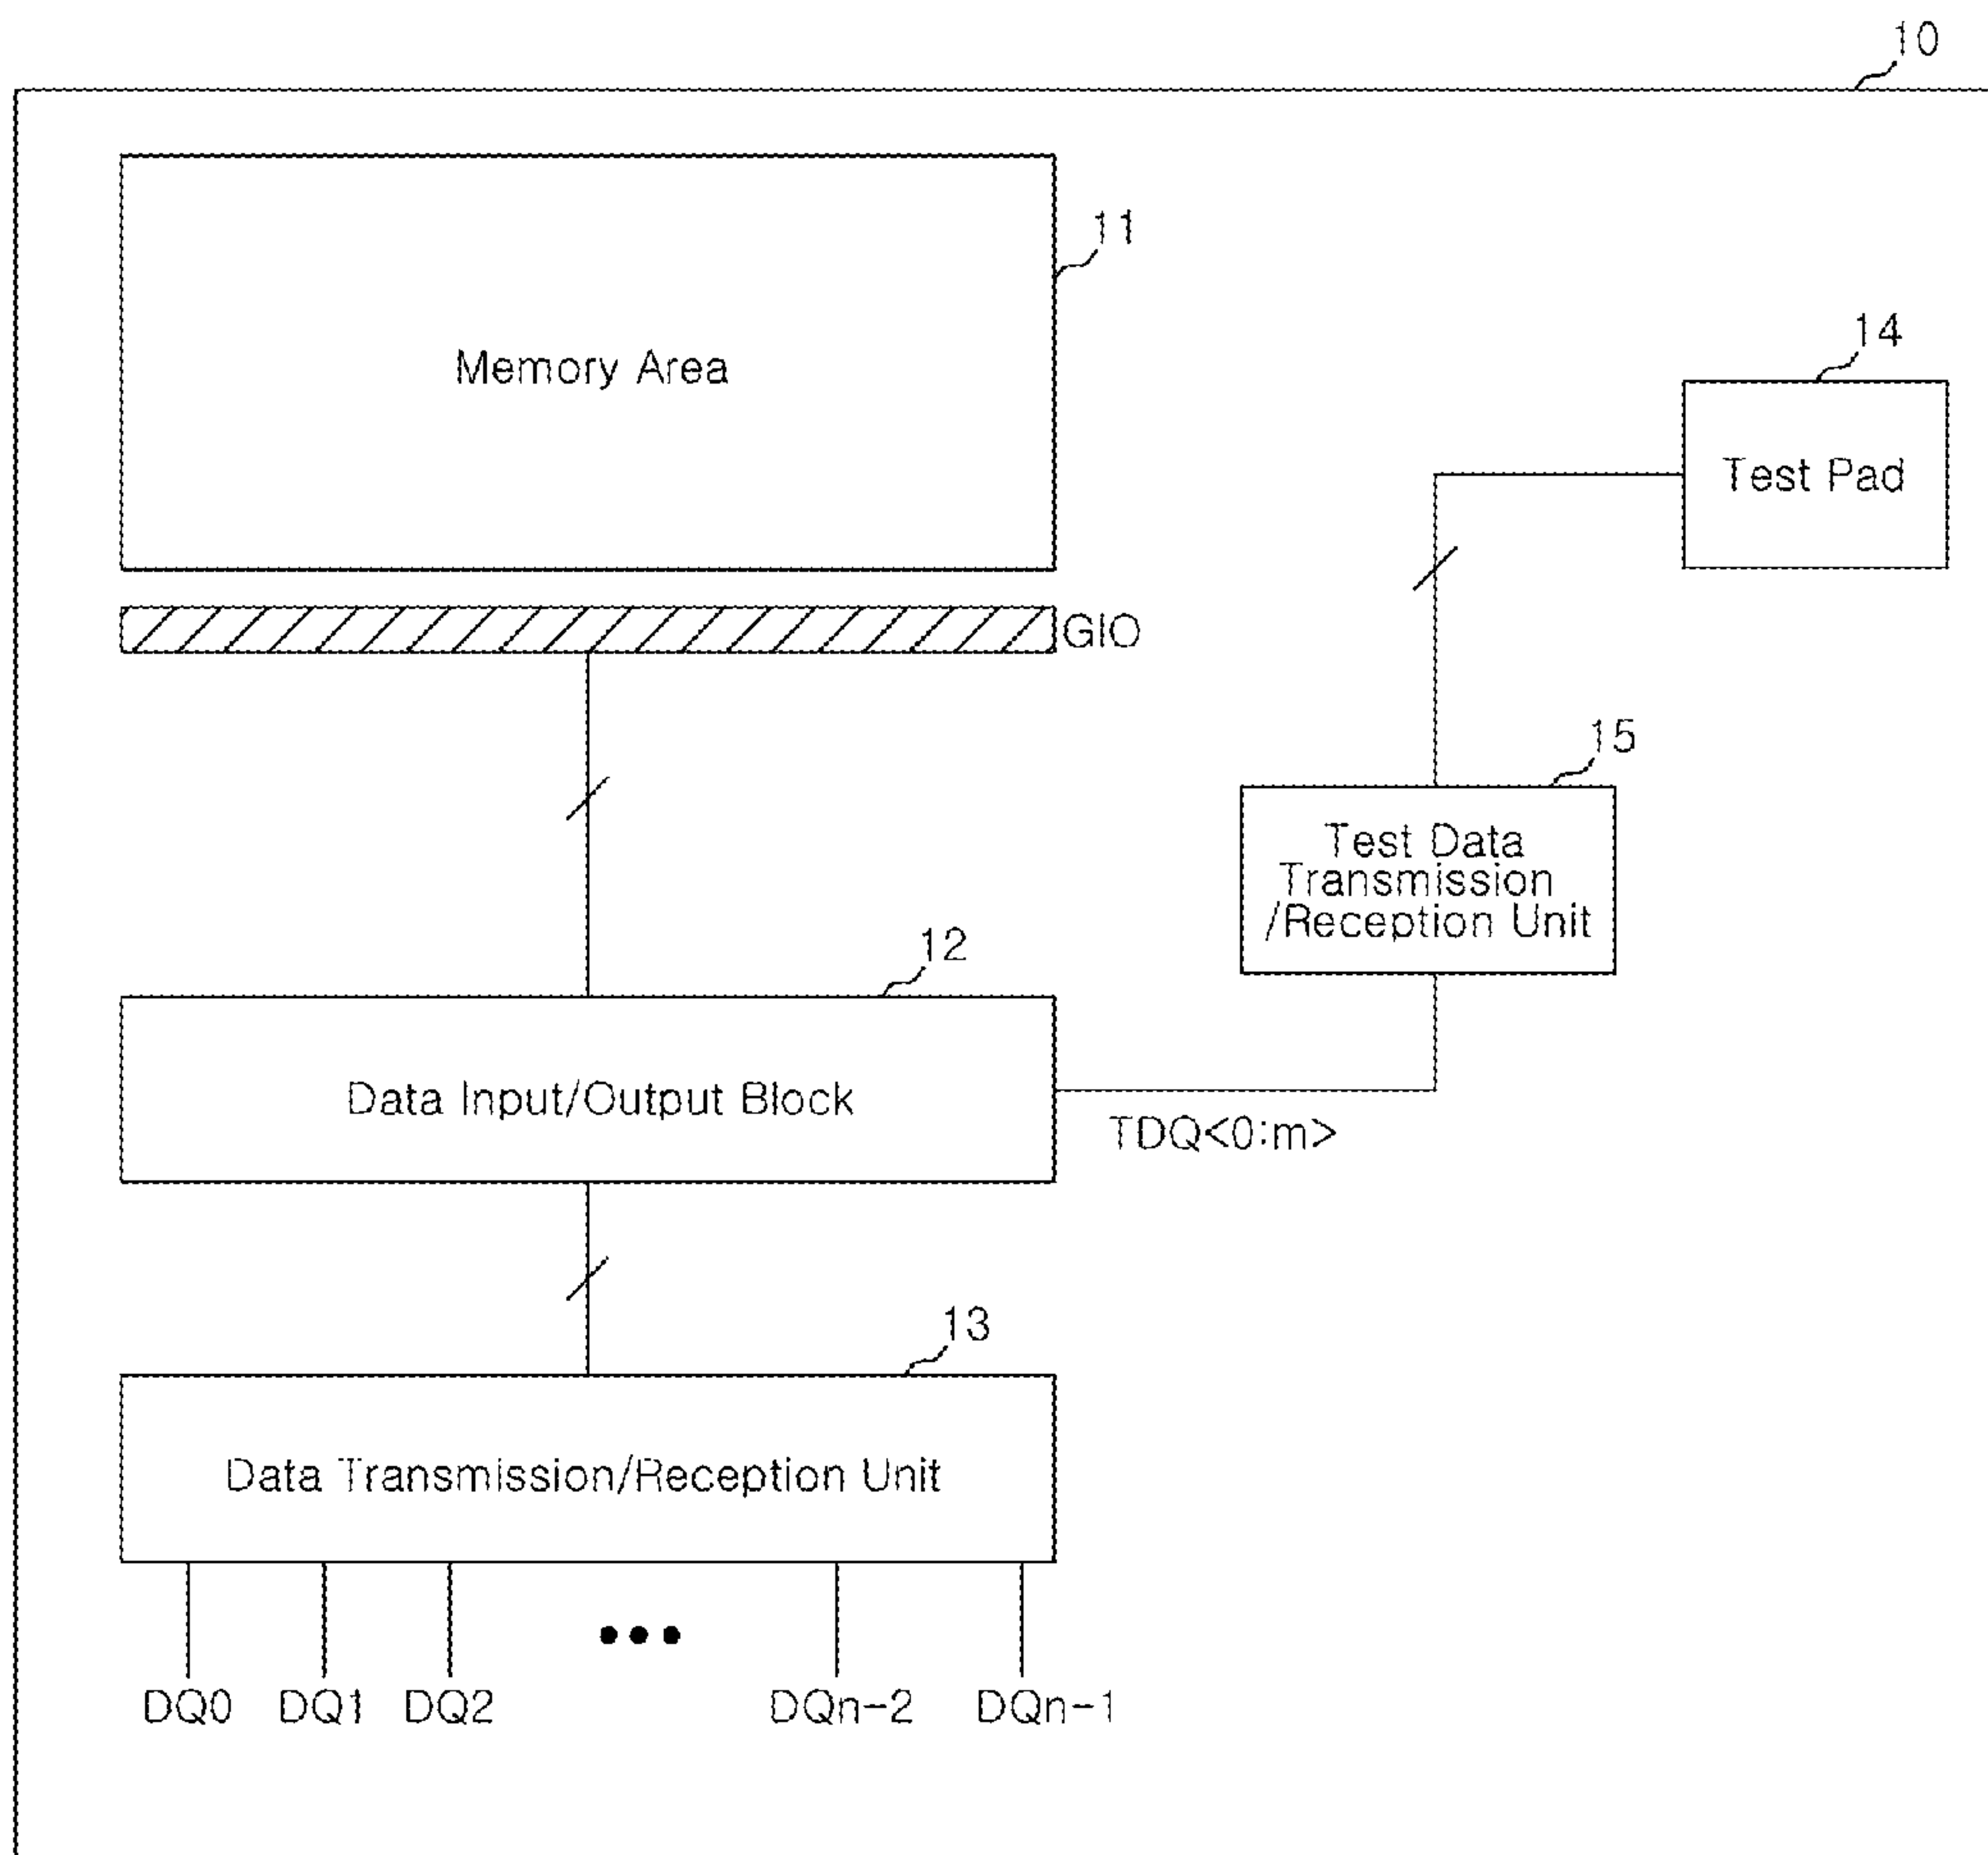 10
11
Memory Area
14
Test Pad
GIO
15
Test Data
Transmission
/Reception Unit
12
Data Input/Output Block
TDQ<0:m>
13
Data Transmission/Reception Unit
DQ0 DQ1 DQ2 ••• DQn-2 DQn-1